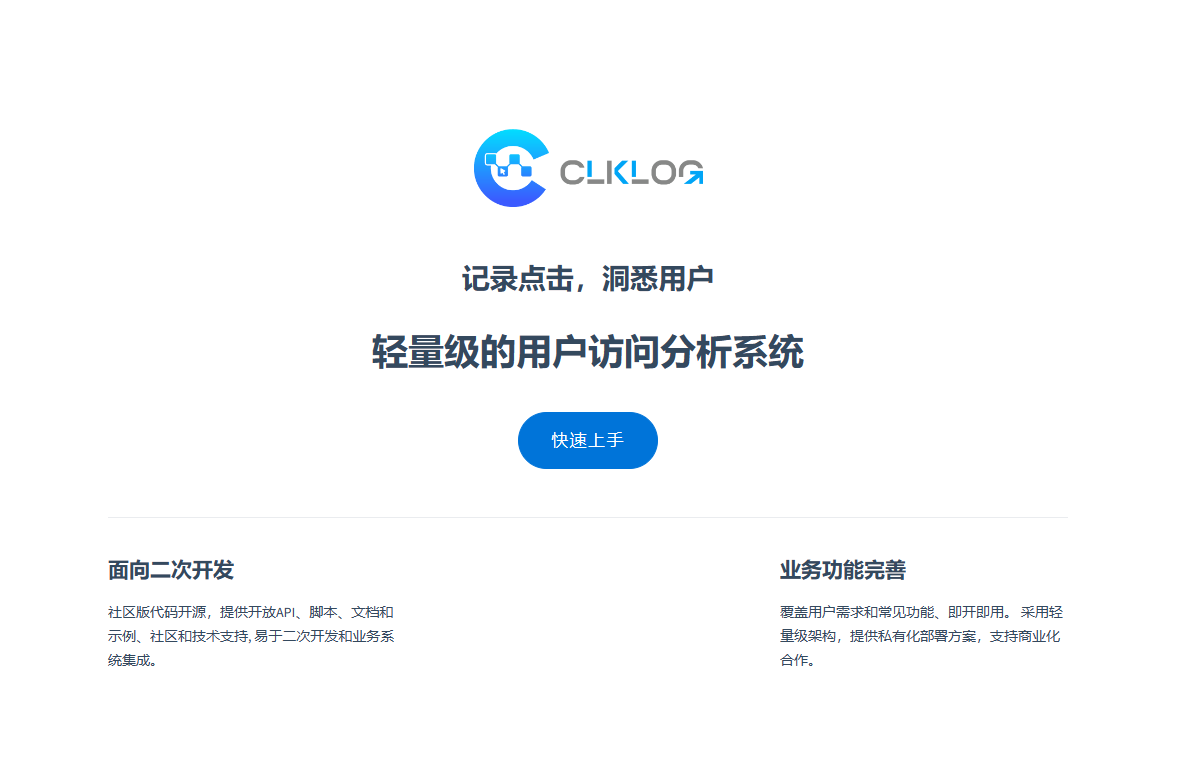 CLKLOG
记录点击，洞悉用户
轻量级的用户访问分析系统
快速上手
面向二次开发
社区版代码开源，提供开放API、脚本、文档和
示例、社区和技术支持, 易于二次开发和业务系
统集成。
业务功能完善
覆盖用户需求和常见功能、即开即用。 采用轻
量级架构，提供私有化部署方案，支持商业化
合作。